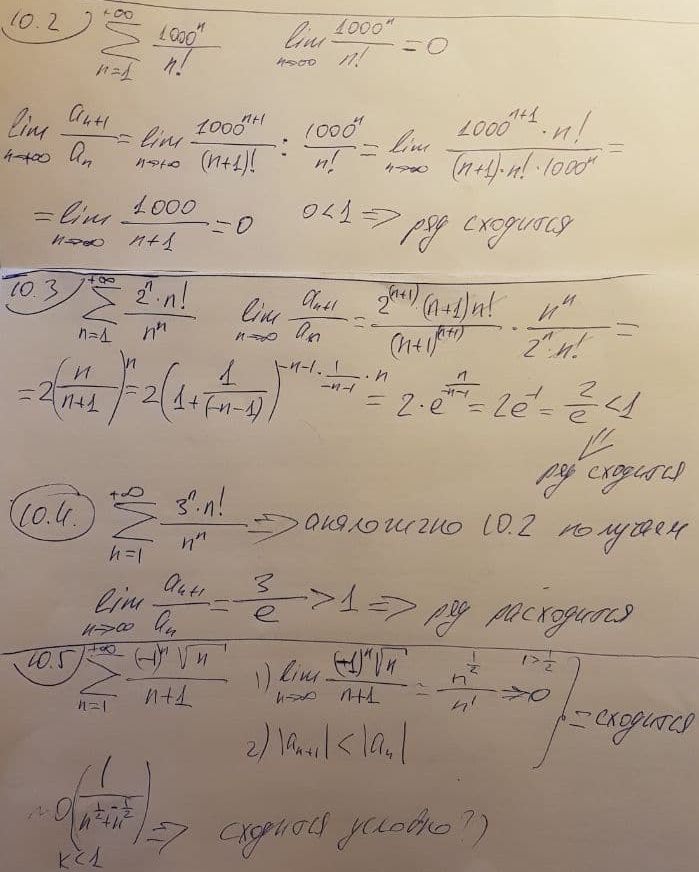 10.2) \sum_{n=1}^{+\infty} \frac{1000^n}{n!} \lim_{n \to \infty} \frac{1000^n}{n!} = 0
\lim_{n \to +\infty} \frac{a_{n+1}}{a_n} = \lim_{n \to +\infty} \frac{1000^{n+1}}{(n+1)!} : \frac{1000^n}{n!} = \lim_{n \to \infty} \frac{1000^{n+1} \cdot n!}{(n+1) \cdot n! \cdot 1000^n} =
= \lim_{n \to \infty} \frac{1000}{n+1} = 0 0 < 1 => ряд сходится
10.3) \sum_{n=1}^{+\infty} \frac{2^n \cdot n!}{n^n} \lim_{n \to \infty} \frac{a_{n+1}}{a_n} = \frac{2^{(n+1)} \cdot (n+1) n!}{(n+1)^{(n+1)}} \cdot \frac{n^n}{2^n \cdot n!} =
= 2 \left(\frac{n}{n+1}\right)^n = 2 \left(1 + \frac{1}{(-n-1)}\right)^{-n-1 \cdot \frac{1}{-n-1} \cdot n} = 2 \cdot e^{\frac{n}{-n-1}} = 2e^{-1} = \frac{2}{e} < 1
=> ряд сходится
10.4. \sum_{n=1}^{+\infty} \frac{3^n \cdot n!}{n^n} => аналогично 10.2 получаем
\lim_{n \to \infty} \frac{a_{n+1}}{a_n} = \frac{3}{e} > 1 => ряд расходится
10.5) \sum_{n=1}^{+\infty} \frac{(-1)^n \sqrt{n}}{n+1} 1) \lim_{n \to \infty} \frac{(-1)^n \sqrt{n}}{n+1} = \frac{n^{\frac{1}{2}}}{n^1} => 0 1 > \frac{1}{2}
2) |a_{n+1}| < |a_n| } = сходится
~ O\left(\frac{1}{n^{\frac{1}{2}} + n^{-\frac{1}{2}}}\right) => сходится условно?)
k < 1